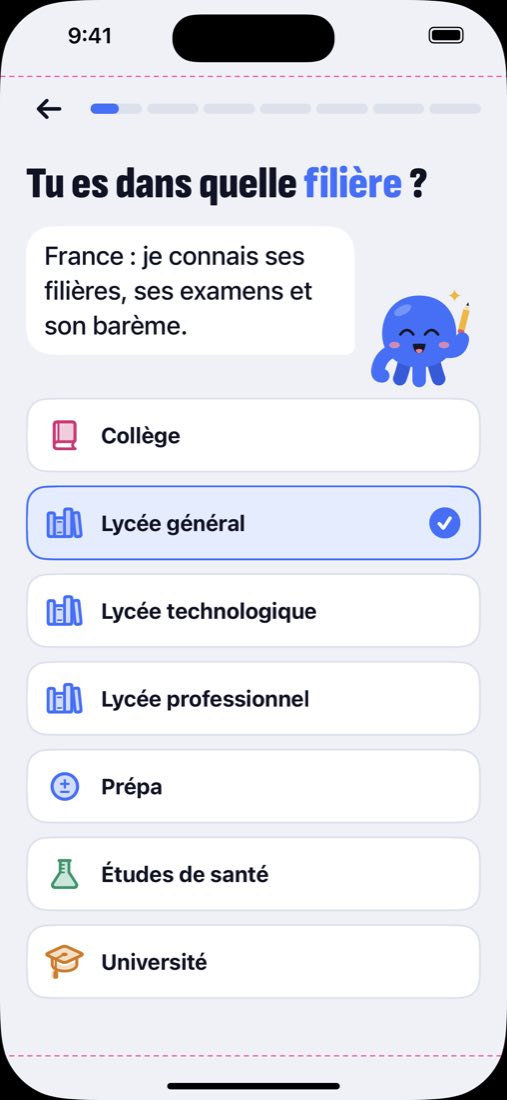 9:41
Tu es dans quelle filière ?
France : je connais ses
filières, ses examens et
son barème.
Collège
Lycée général
Lycée technologique
Lycée professionnel
Prépa
Études de santé
Université